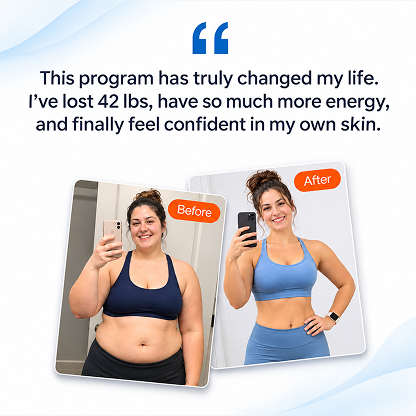 “
This program has truly changed my life.
I’ve lost 42 lbs, have so much more energy,
and finally feel confident in my own skin.
Before
After